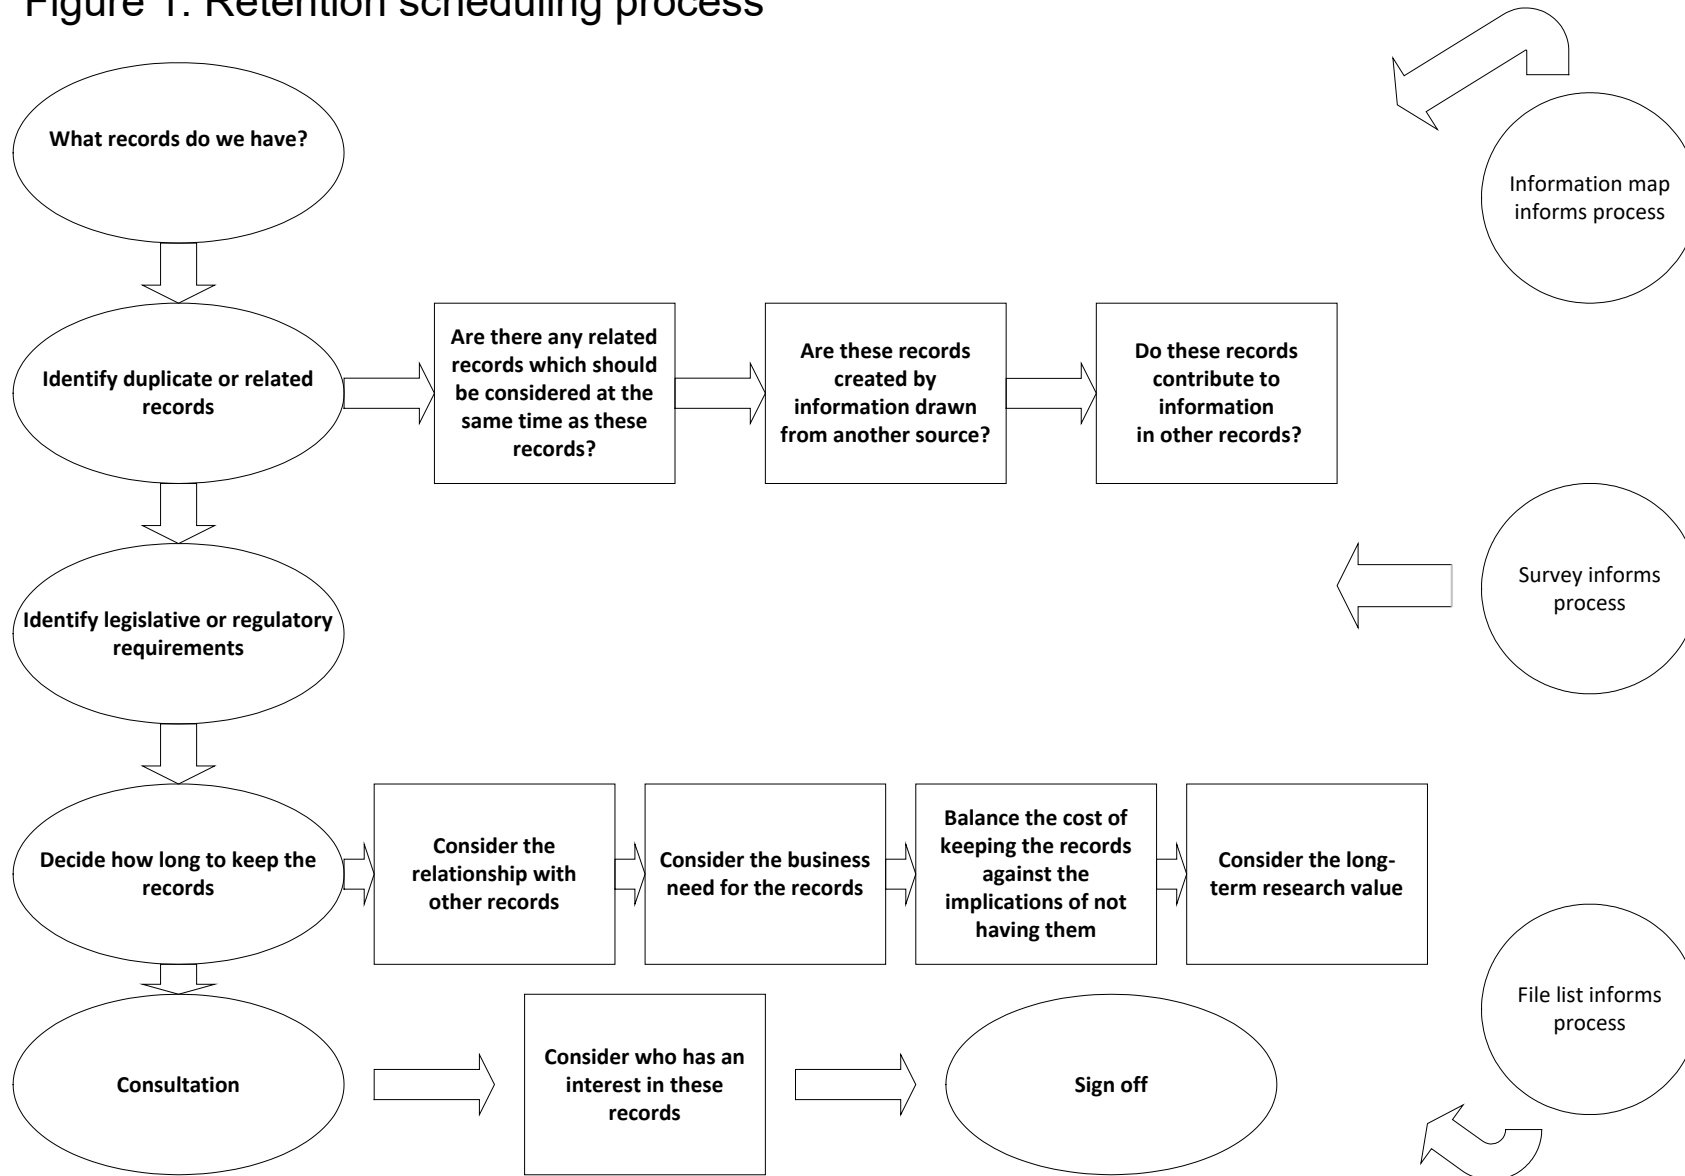 Figure 1: Retention scheduling process
What records do we have?
Information map
informs process
Identify duplicate or related
records
Are there any related
records which should
be considered at the
same time as these
records?
Are these records
created by
information drawn
from another source?
Do these records
contribute to
information
in other records?
Survey informs
process
Identify legislative or regulatory
requirements
Decide how long to keep the
records
Consider the
relationship with
other records
Consider the business
need for the records
Balance the cost of
keeping the records
against the
implications of not
having them
Consider the long-
term research value
File list informs
process
Consultation
Consider who has an
interest in these
records
Sign off